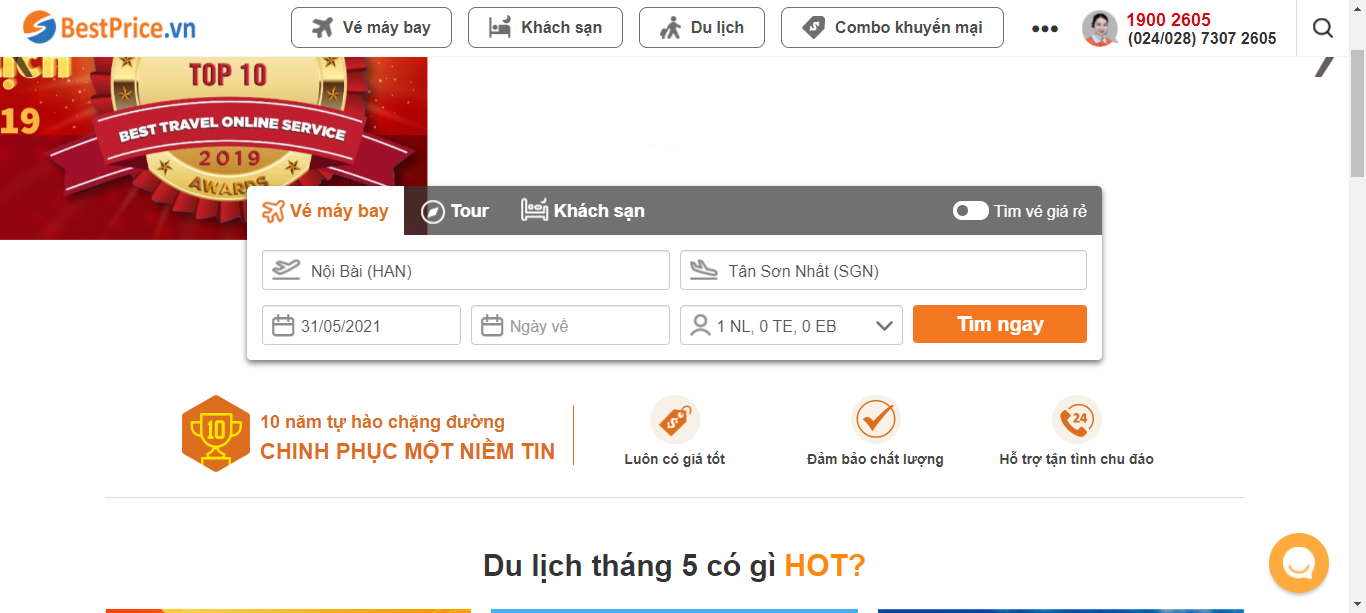 BestPrice.vn
Vé máy bay
Khách sạn
Du lịch
Combo khuyến mại
1900 2605
(024/028) 7307 2605
19
TOP 10
BEST TRAVEL ONLINE SERVICE
2019
AWARDS
Vé máy bay
Tour
Khách sạn
Tìm vé giá rẻ
Nội Bài (HAN)
Tân Sơn Nhất (SGN)
31/05/2021
Ngày về
1 NL, 0 TE, 0 EB
Tìm ngay
10
10 năm tự hào chặng đường
CHINH PHỤC MỘT NIỀM TIN
24
Luôn có giá tốt
Đảm bảo chất lượng
Hỗ trợ tận tình chu đáo
Du lịch tháng 5 có gì HOT?